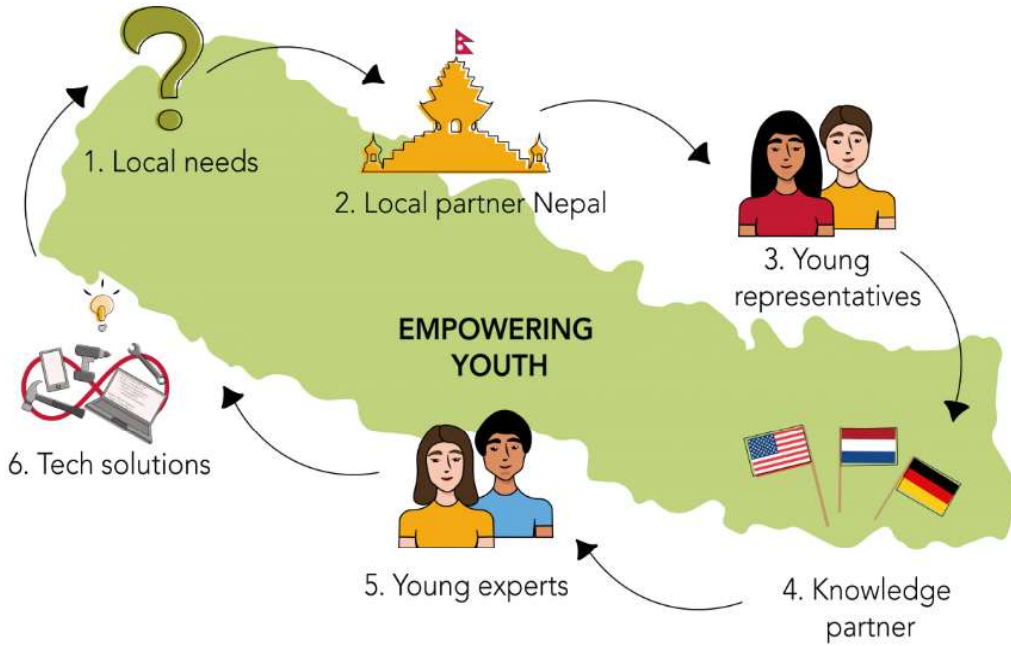 1. Local needs
2. Local partner Nepal
3. Young
representatives
EMPOWERING
YOUTH
6. Tech solutions
5. Young experts
4. Knowledge
partner